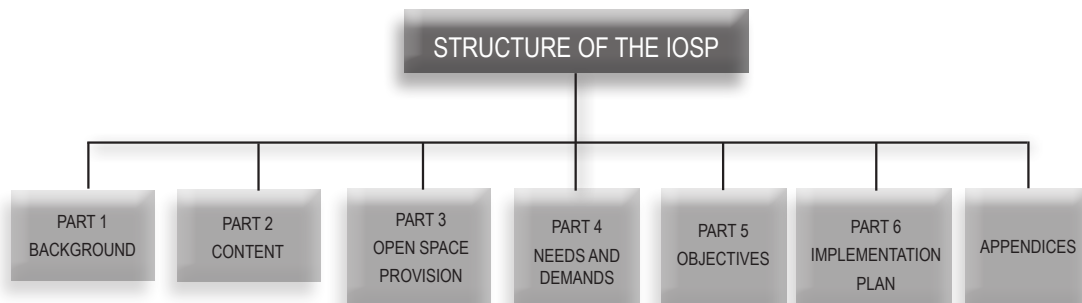 STRUCTURE OF THE IOSP
PART 1
BACKGROUND
PART 2
CONTENT
PART 3
OPEN SPACE
PROVISION
PART 4
NEEDS AND
DEMANDS
PART 5
OBJECTIVES
PART 6
IMPLEMENTATION
PLAN
APPENDICES